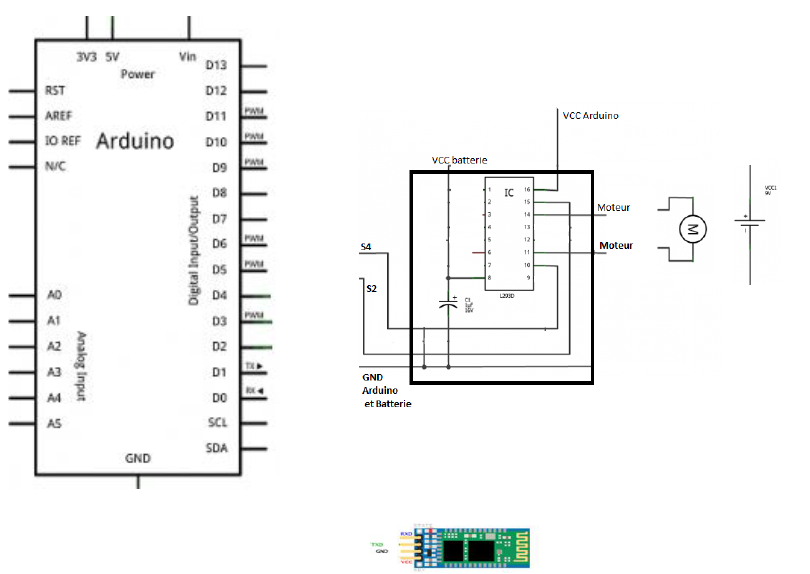 3V3 5V Vin
Power
D13
RST
D12
AREF
D11 PWM
IO REF
Arduino
D10 PWM
N/C
D9 PWM
D8
D7
Digital Input/Output
D6 PWM
D5 PWM
A0
D4
A1
D3 PWM
A2
D2
Analog Input
A3
D1 TX
A4
D0 RX
A5
SCL
SDA
GND
VCC Arduino
VCC batterie
IC
1 16
2 15
3 14
4 13
5 12
6 11
7 10
8 9
L293D
Moteur
Moteur
S4
S2
C1
GND
Arduino
et Batterie
M
VCC1
9V
STATE
RXD
TXD
GND
VCC